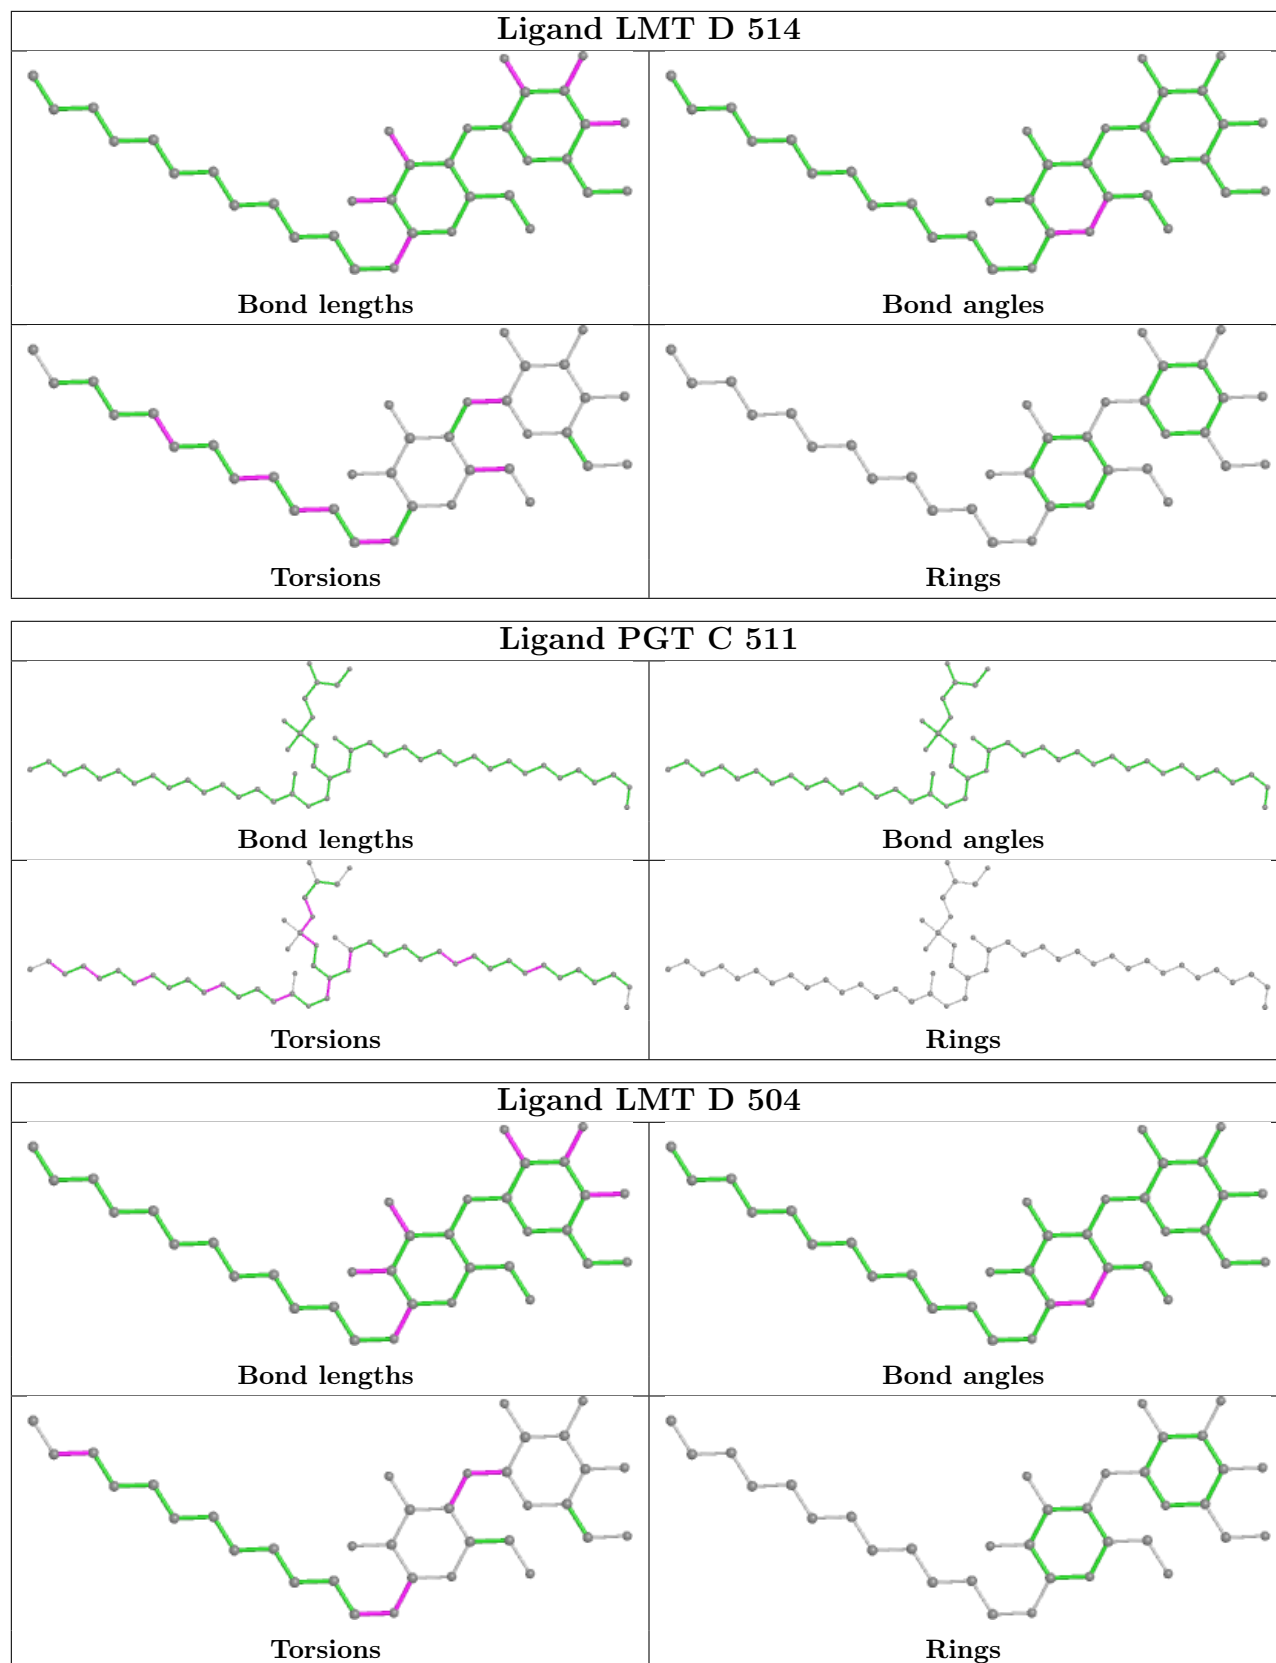 Ligand LMT D 514
Bond lengths
Bond angles
Torsions
Rings
Ligand PGT C 511
Bond lengths
Bond angles
Torsions
Rings
Ligand LMT D 504
Bond lengths
Bond angles
Torsions
Rings